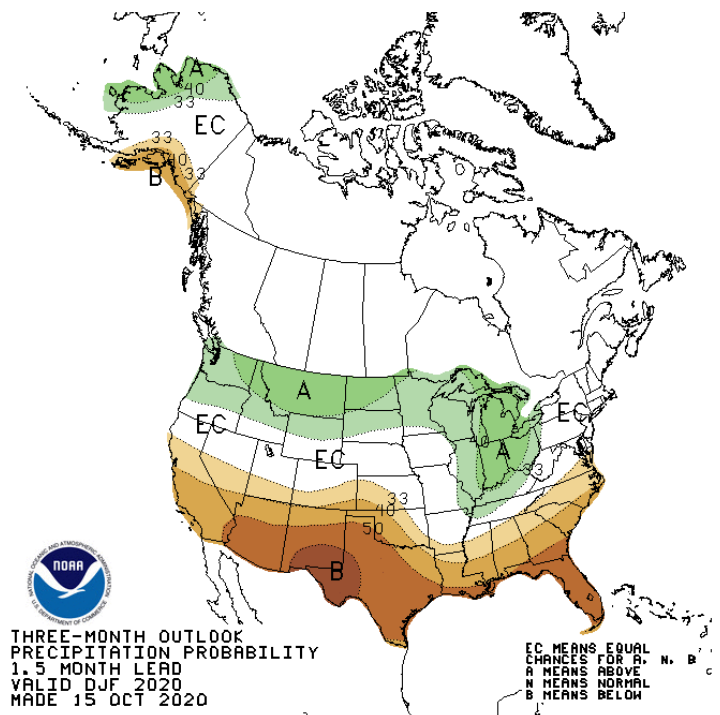 A
40
33
EC
33
40
B
33
A
EC
EC
EC
A
33
33
40
50
B
NATIONAL OCEANIC AND ATMOSPHERIC ADMINISTRATION
NOAA
U.S. DEPARTMENT OF COMMERCE
THREE-MONTH OUTLOOK
PRECIPITATION PROBABILITY
1.5 MONTH LEAD
VALID DJF 2020
MADE 15 OCT 2020
EC MEANS EQUAL
CHANCES FOR A, N, B
A MEANS ABOVE
N MEANS NORMAL
B MEANS BELOW